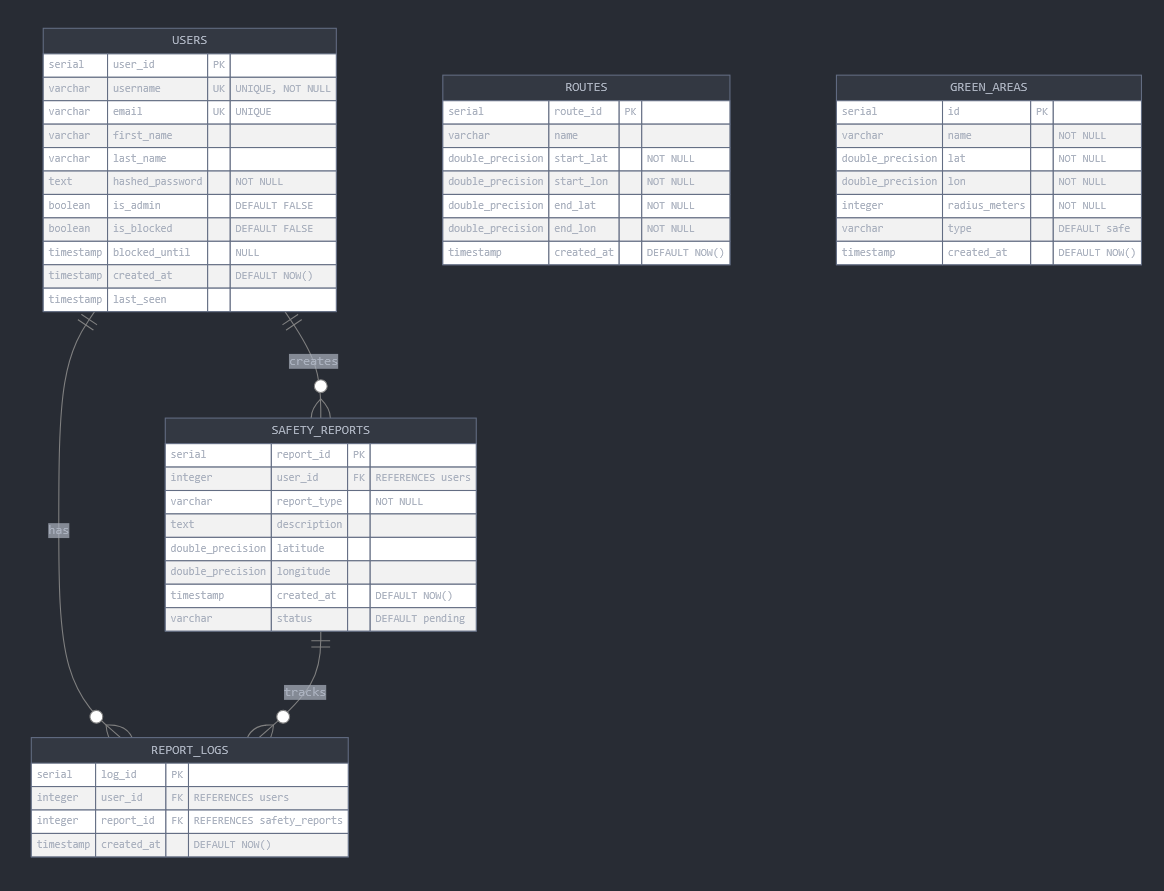 USERS
serial user_id PK
varchar username UK UNIQUE, NOT NULL
varchar email UK UNIQUE
varchar first_name
varchar last_name
text hashed_password NOT NULL
boolean is_admin DEFAULT FALSE
boolean is_blocked DEFAULT FALSE
timestamp blocked_until NULL
timestamp created_at DEFAULT NOW()
timestamp last_seen
ROUTES
serial route_id PK
varchar name
double_precision start_lat NOT NULL
double_precision start_lon NOT NULL
double_precision end_lat NOT NULL
double_precision end_lon NOT NULL
timestamp created_at DEFAULT NOW()
GREEN_AREAS
serial id PK
varchar name NOT NULL
double_precision lat NOT NULL
double_precision lon NOT NULL
integer radius_meters NOT NULL
varchar type DEFAULT safe
timestamp created_at DEFAULT NOW()
creates
SAFETY_REPORTS
serial report_id PK
integer user_id FK REFERENCES users
varchar report_type NOT NULL
text description
double_precision latitude
double_precision longitude
timestamp created_at DEFAULT NOW()
varchar status DEFAULT pending
has
tracks
REPORT_LOGS
serial log_id PK
integer user_id FK REFERENCES users
integer report_id FK REFERENCES safety_reports
timestamp created_at DEFAULT NOW()